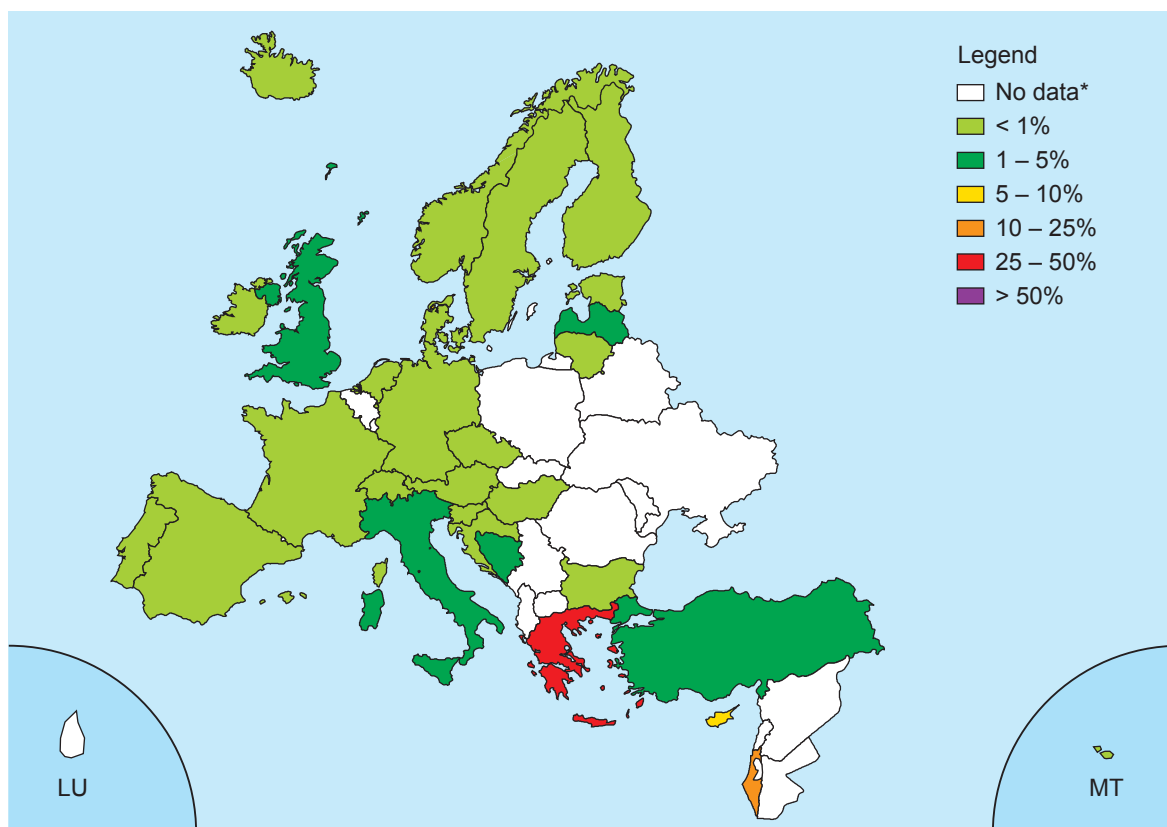 Legend
No data*
< 1%
1 – 5%
5 – 10%
10 – 25%
25 – 50%
> 50%
LU
MT